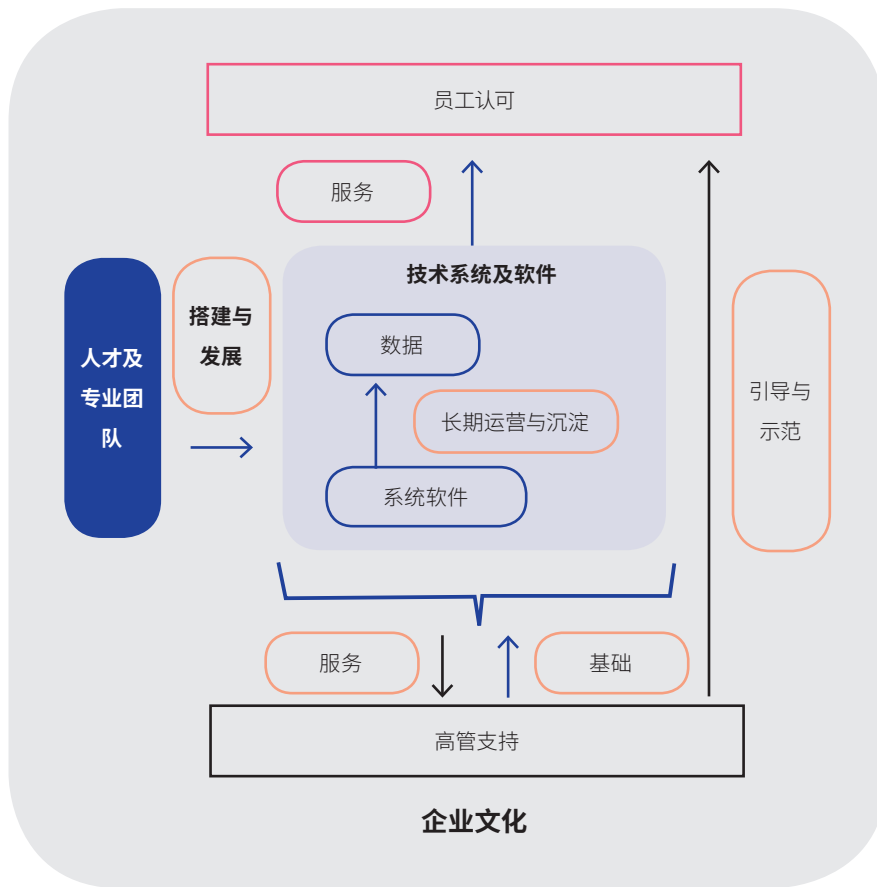 员工认可
服务
技术系统及软件
搭建与
发展
数据
人才及
专业团
队
长期运营与沉淀
引导与
示范
系统软件
服务
基础
高管支持
企业文化